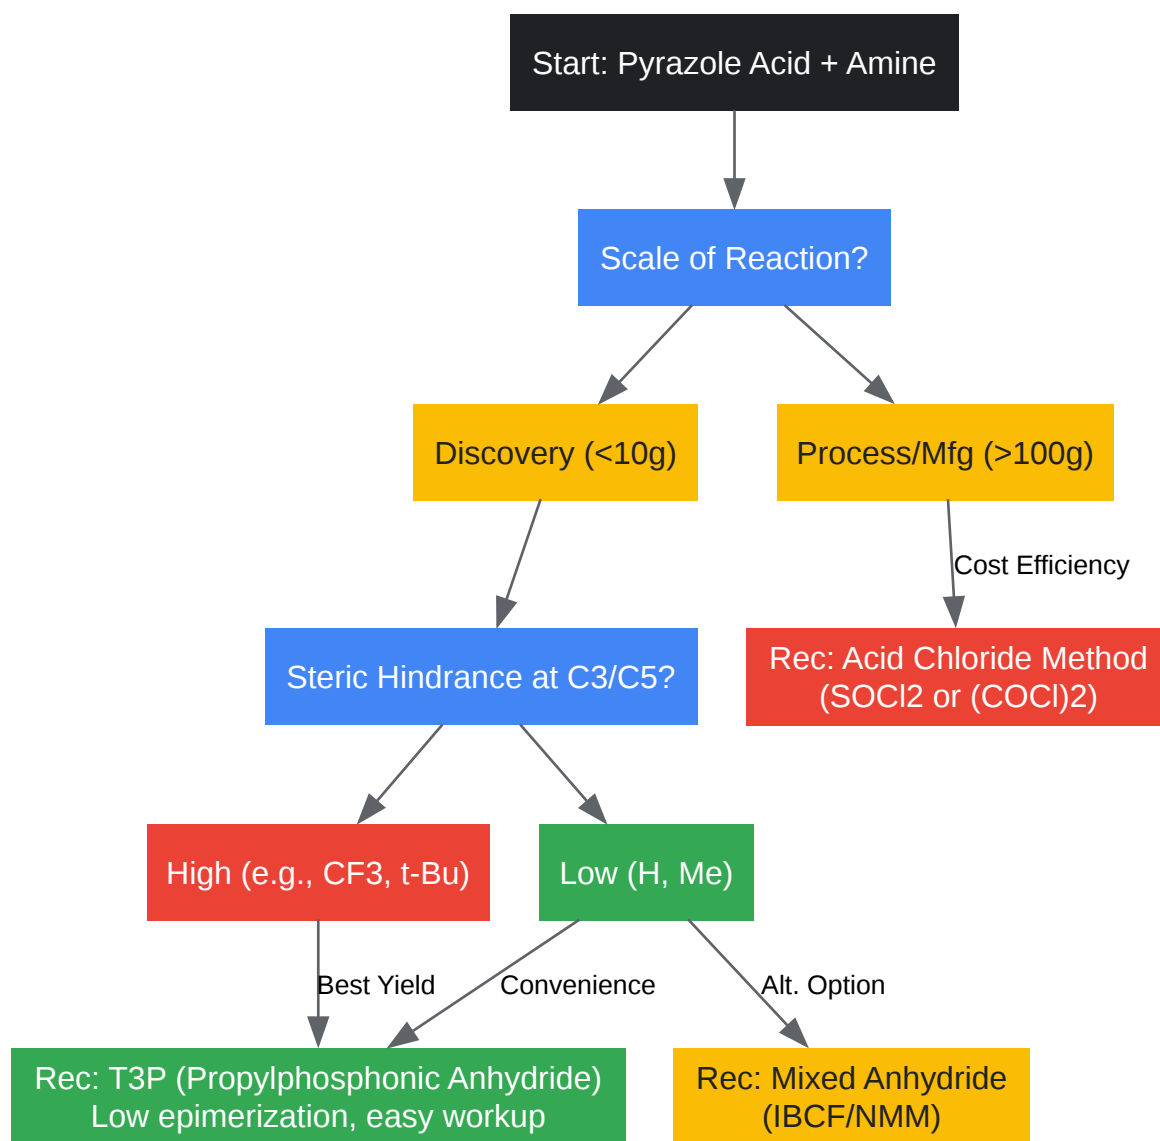 Start: Pyrazole Acid + Amine
Scale of Reaction?
Discovery (<10g)
Process/Mfg (>100g)
Cost Efficiency
Steric Hindrance at C3/C5?
Rec: Acid Chloride Method
(SOCl2 or (COCl)2)
High (e.g., CF3, t-Bu)
Low (H, Me)
Best Yield
Convenience
Alt. Option
Rec: T3P (Propylphosphonic Anhydride)
Low epimerization, easy workup
Rec: Mixed Anhydride
(IBCF/NMM)